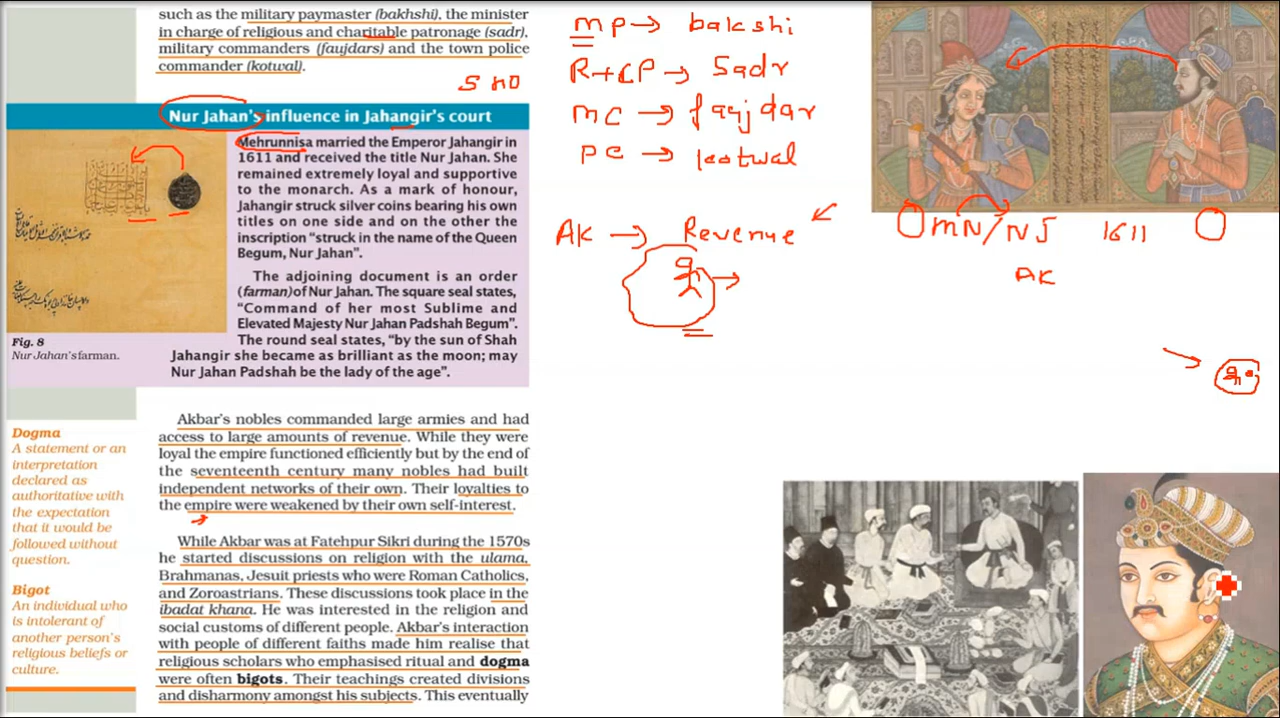 such as the military paymaster (bakhshi), the minister
in charge of religious and charitable patronage (sadr),
military commanders (faujdars) and the town police
commander (kotwal).
S HO
Nur Jahan's influence in Jahangir's court
Mehrunnisa married the Emperor Jahangir in
1611 and received the title Nur Jahan. She
remained extremely loyal and supportive
to the monarch. As a mark of honour,
Jahangir struck silver coins bearing his own
titles on one side and on the other the
inscription "struck in the name of the Queen
Begum, Nur Jahan".
The adjoining document is an order
(farman)of Nur Jahan. The square seal states,
"Command of her most Sublime and
Elevated Majesty Nur Jahan Padshah Begum".
The round seal states, "by the sun of Shah
Jahangir she became as brilliant as the moon; may
Nur Jahan Padshah be the lady of the age".
Fig. 8
Nur Jahan'sfarman.
Akbar's nobles commanded large armies and had
access to large amounts of revenue. While they were
loyal the empire functioned efficiently but by the end of
the seventeenth century many nobles had built
independent networks of their own. Their loyalties to
the empire were weakened by their own self-interest.
While Akbar was at Fatehpur Sikri during the 1570s
he started discussions on religion with the ulama,
Brahmanas, Jesuit priests who were Roman Catholics,
and Zoroastrians. These discussions took place in the
ibadat khana. He was interested in the religion and
social customs of different people. Akbar's interaction
with people of different faiths made him realise that
religious scholars who emphasised ritual and dogma
were often bigots. Their teachings created divisions
and disharmony amongst his subjects. This eventually
Dogma
A statement or an
interpretation
declared as
authoritative with
the expectation
that it would be
followed without
question.
Bigot
An individual who
is intolerant of
another person's
religious beliefs or
culture.
MP → bakshi
R+CP → Sadr
MC → faujdar
PC → kotwal
AK → Revenue
MN/NJ 1611
AK